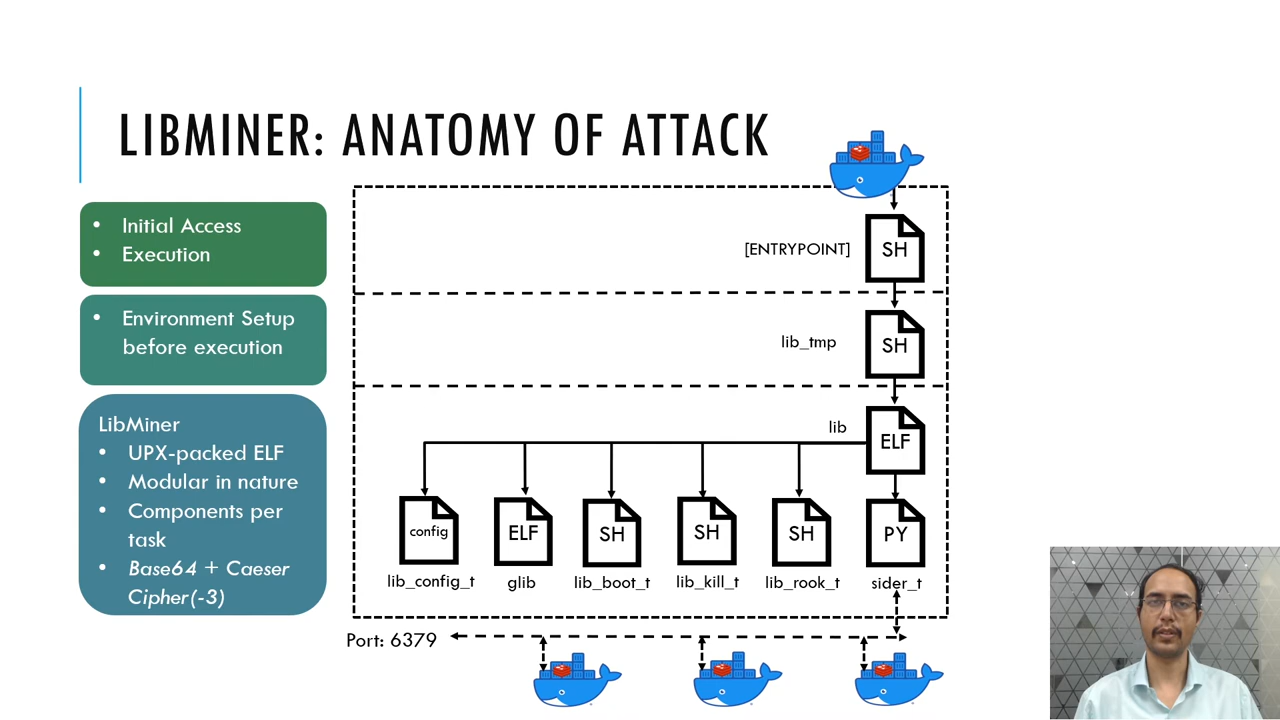 LIBMINER: ANATOMY OF ATTACK
• Initial Access
• Execution
• Environment Setup
before execution
LibMiner
• UPX-packed ELF
• Modular in nature
• Components per
task
• Base64 + Caeser
Cipher(-3)
[ENTRYPOINT]
SH
lib_tmp
SH
lib
ELF
config
ELF
SH
SH
SH
PY
lib_config_t
glib
lib_boot_t
lib_kill_t
lib_rook_t
sider_t
Port: 6379